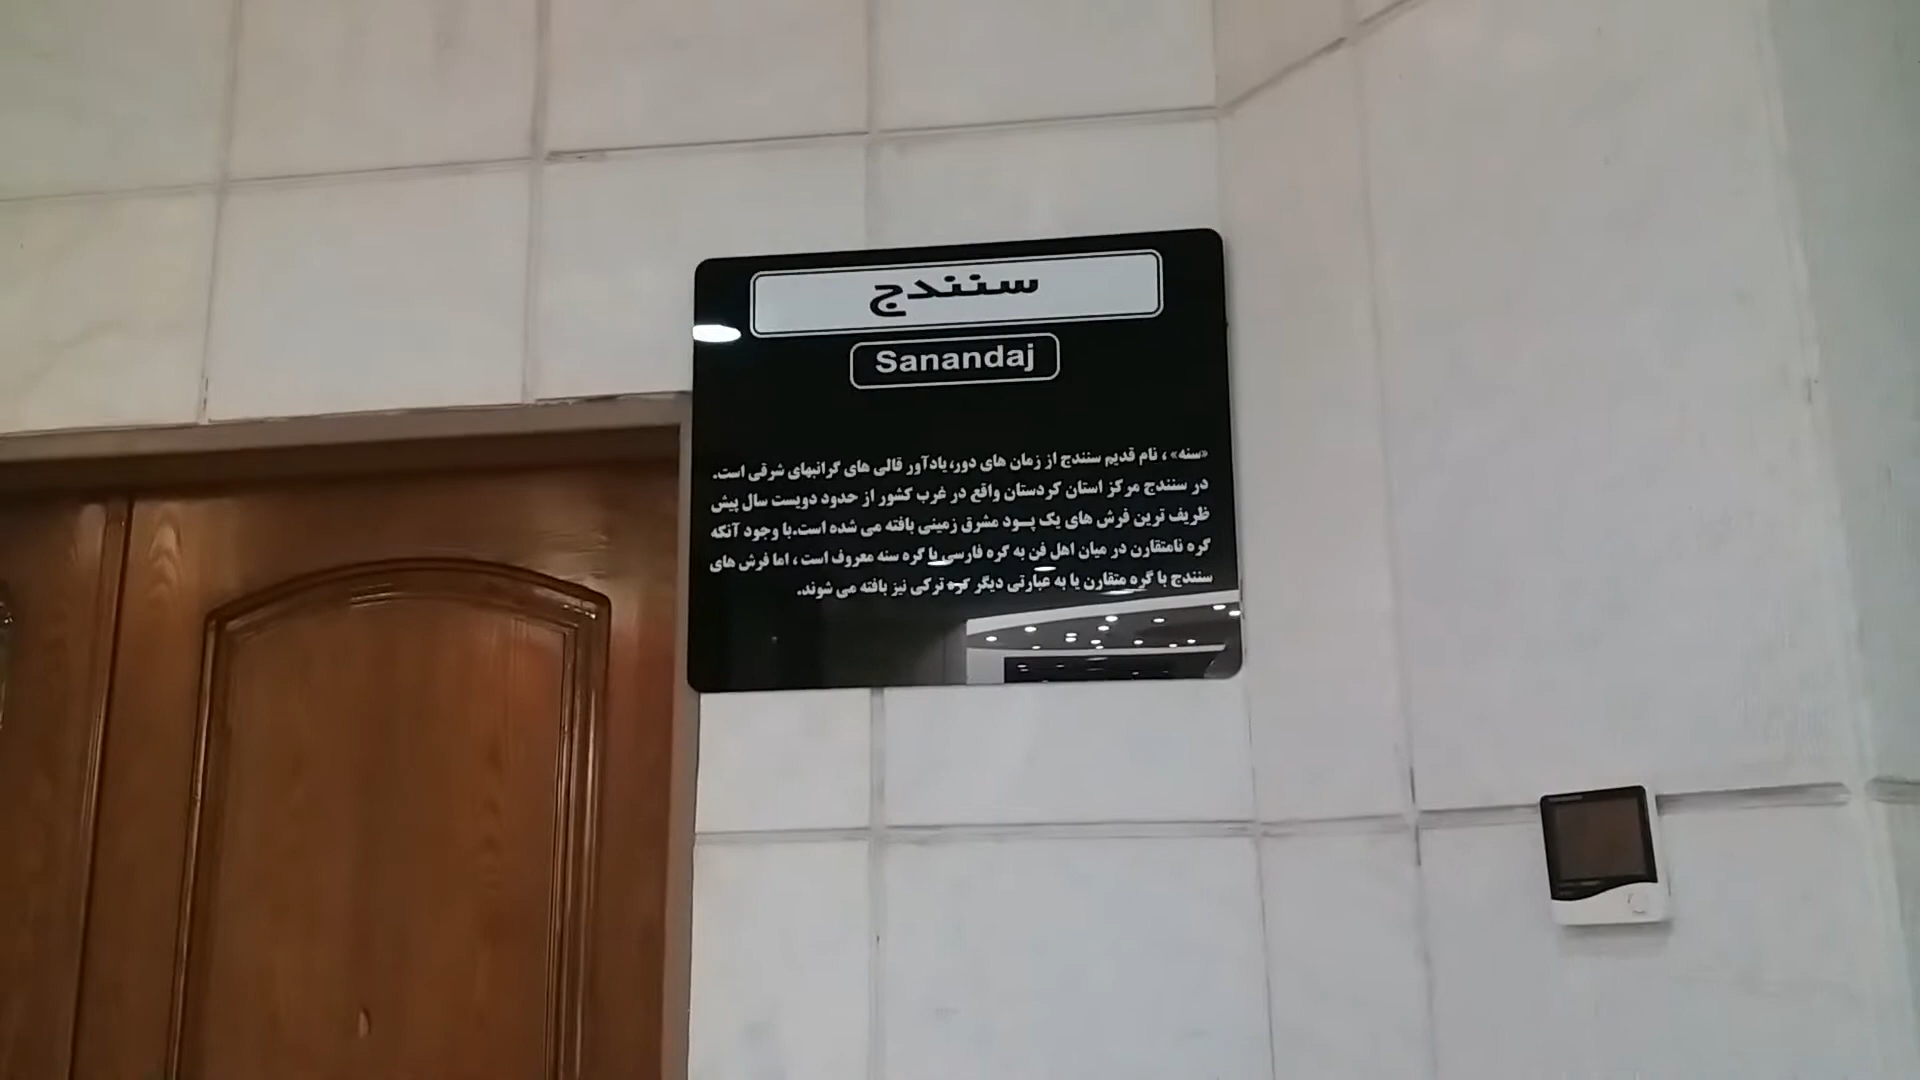 سنندج
Sanandaj
«سنه» ، نام قدیم سنندج از زمان های دور،یادآور قالی های گرانبهای شرقی است.
در سنندج مرکز استان کردستان واقع در غرب کشور از حدود دویست سال پیش
ظریف ترین فرش های یک پـود مشرق زمینی بافته می شده است.با وجود آنکه
گره نامتقارن در میان اهل فن به گره فارسی یا گره سنه معروف است ، اما فرش های
سنندج با گره متقارن یا به عبارتی دیگر گره ترکی نیز بافته می شوند.